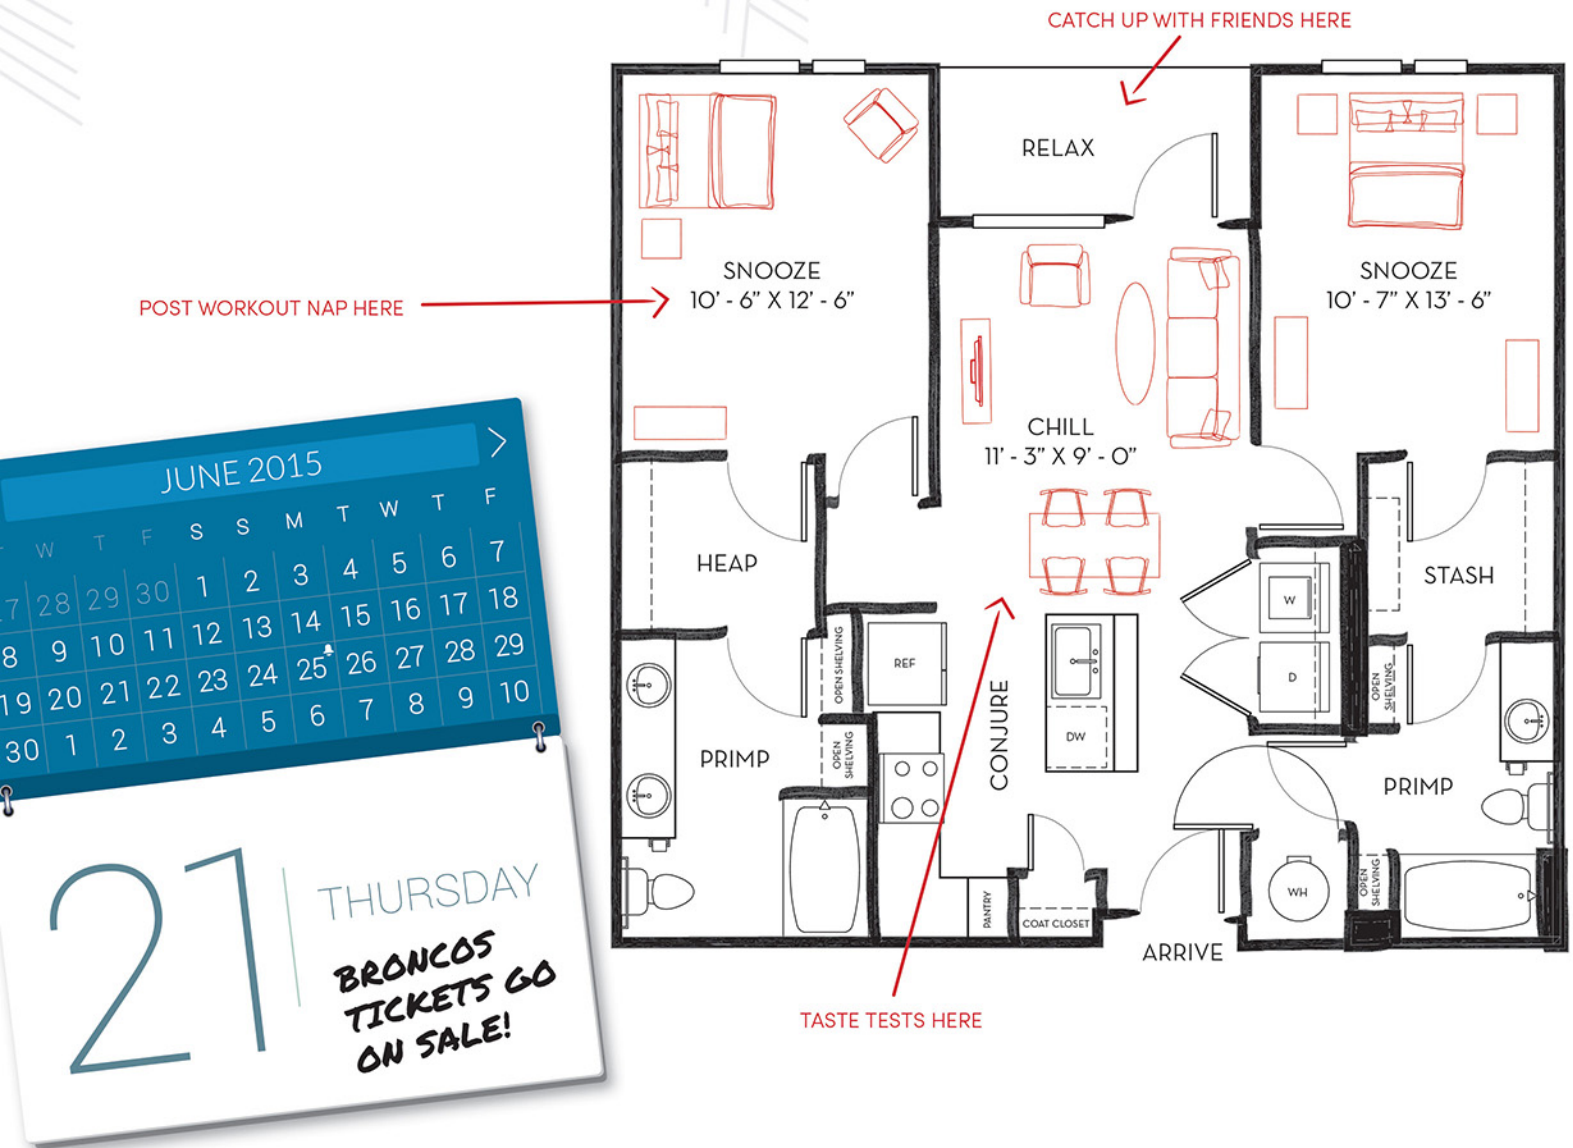 CATCH UP WITH FRIENDS HERE
RELAX
SNOOZE
10' - 6" X 12' - 6"
SNOOZE
10' - 7" X 13' - 6"
POST WORKOUT NAP HERE
CHILL
11' - 3" X 9' - 0"
HEAP
STASH
W
D
REF
OPEN SHELVING
OPEN
SHELVING
OPEN
SHELVING
CONJURE
DW
PRIMP
PRIMP
PANTRY
COAT CLOSET
WH
OPEN
SHELVING
ARRIVE
TASTE TESTS HERE
JUNE 2015
W T F S S M T W T F
28 29 30 1 2 3 4 5 6 7
8 9 10 11 12 13 14 15 16 17 18
19 20 21 22 23 24 25 26 27 28 29
30 1 2 3 4 5 6 7 8 9 10
21
THURSDAY
BRONCOS
TICKETS GO
ON SALE!